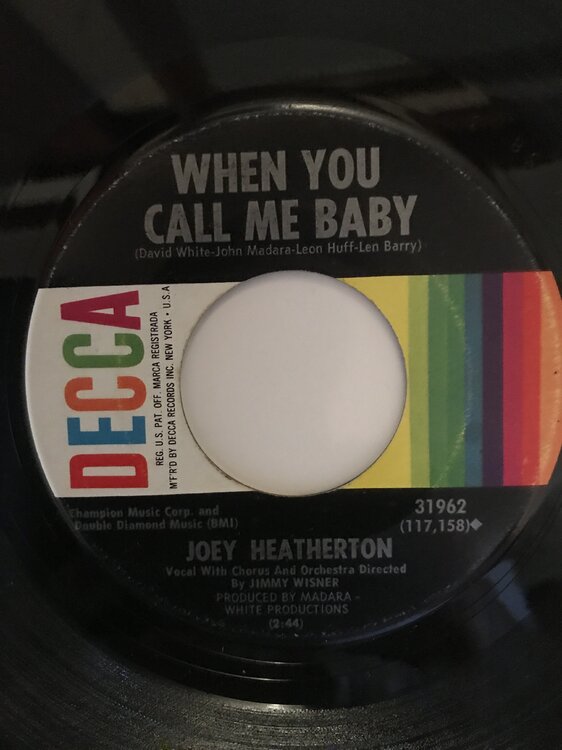 WHEN YOU
CALL ME BABY
(David White-John Madara-Leon Huff-Len Barry)
DECCA
REG. U.S. PAT. OFF. MARCA REGISTRADA
M'F'R'D BY DECCA RECORDS INC. NEW YORK • U.S.A
Champion Music Corp. and
Double Diamond Music (BMI)
31962
(117,158)◆
JOEY HEATHERTON
Vocal With Chorus And Orchestra Directed
By JIMMY WISNER
PRODUCED BY MADARA -
WHITE PRODUCTIONS
(2:44)